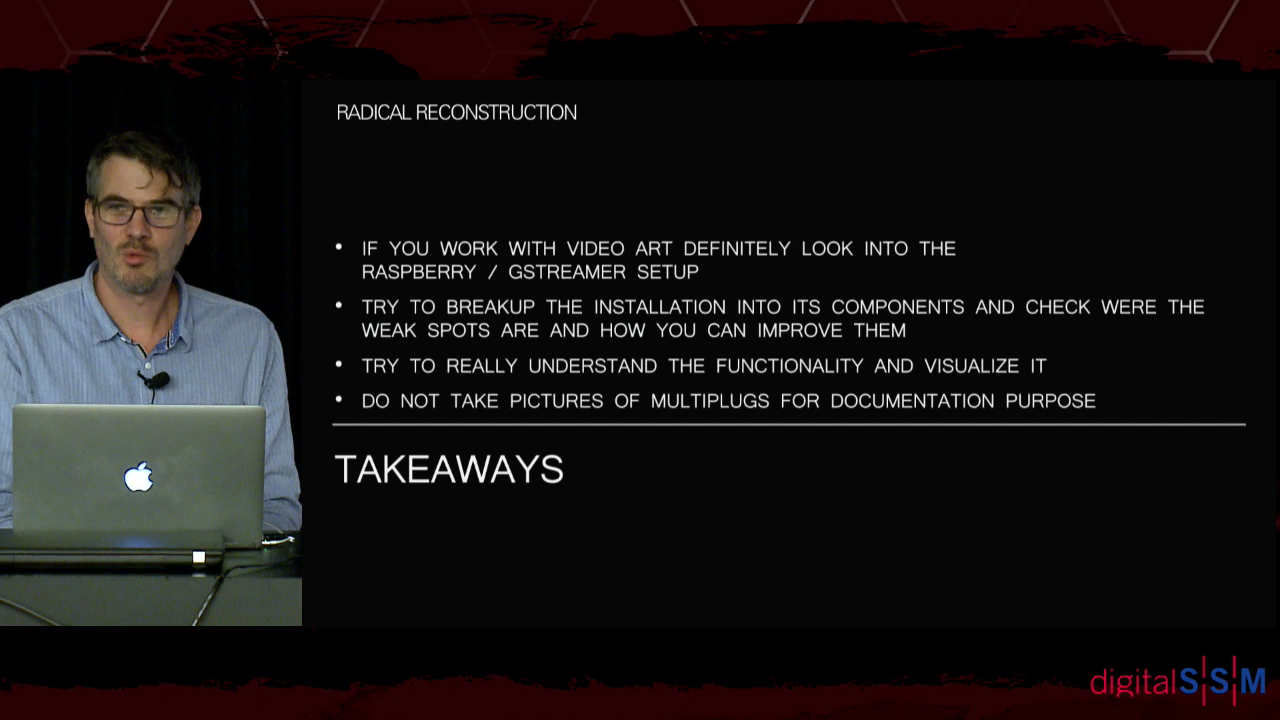 RADICAL RECONSTRUCTION
• IF YOU WORK WITH VIDEO ART DEFINITELY LOOK INTO THE
RASPBERRY / GSTREAMER SETUP
• TRY TO BREAKUP THE INSTALLATION INTO ITS COMPONENTS AND CHECK WERE THE
WEAK SPOTS ARE AND HOW YOU CAN IMPROVE THEM
• TRY TO REALLY UNDERSTAND THE FUNCTIONALITY AND VISUALIZE IT
• DO NOT TAKE PICTURES OF MULTIPLUGS FOR DOCUMENTATION PURPOSE
TAKEAWAYS
digitalS|S|M